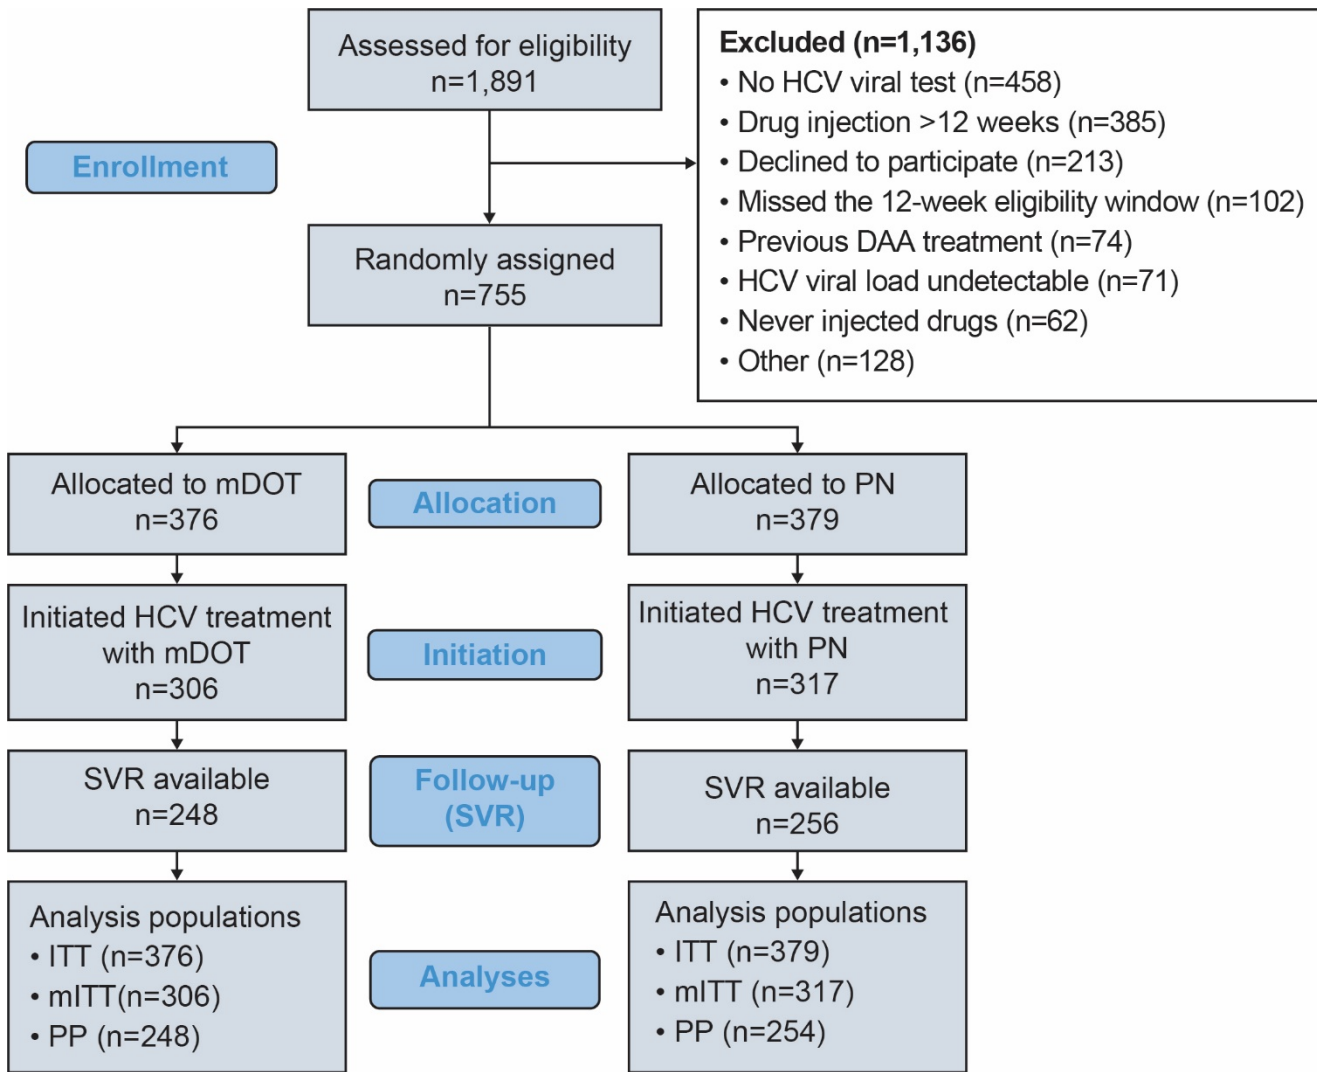 Assessed for eligibility
n=1,891
Excluded (n=1,136)
• No HCV viral test (n=458)
• Drug injection >12 weeks (n=385)
• Declined to participate (n=213)
• Missed the 12-week eligibility window (n=102)
• Previous DAA treatment (n=74)
• HCV viral load undetectable (n=71)
• Never injected drugs (n=62)
• Other (n=128)
Enrollment
Randomly assigned
n=755
Allocated to mDOT
n=376
Allocation
Allocated to PN
n=379
Initiated HCV treatment
with mDOT
n=306
Initiation
Initiated HCV treatment
with PN
n=317
SVR available
n=248
Follow-up
(SVR)
SVR available
n=256
Analysis populations
• ITT (n=376)
• mITT(n=306)
• PP (n=248)
Analyses
Analysis populations
• ITT (n=379)
• mITT (n=317)
• PP (n=254)